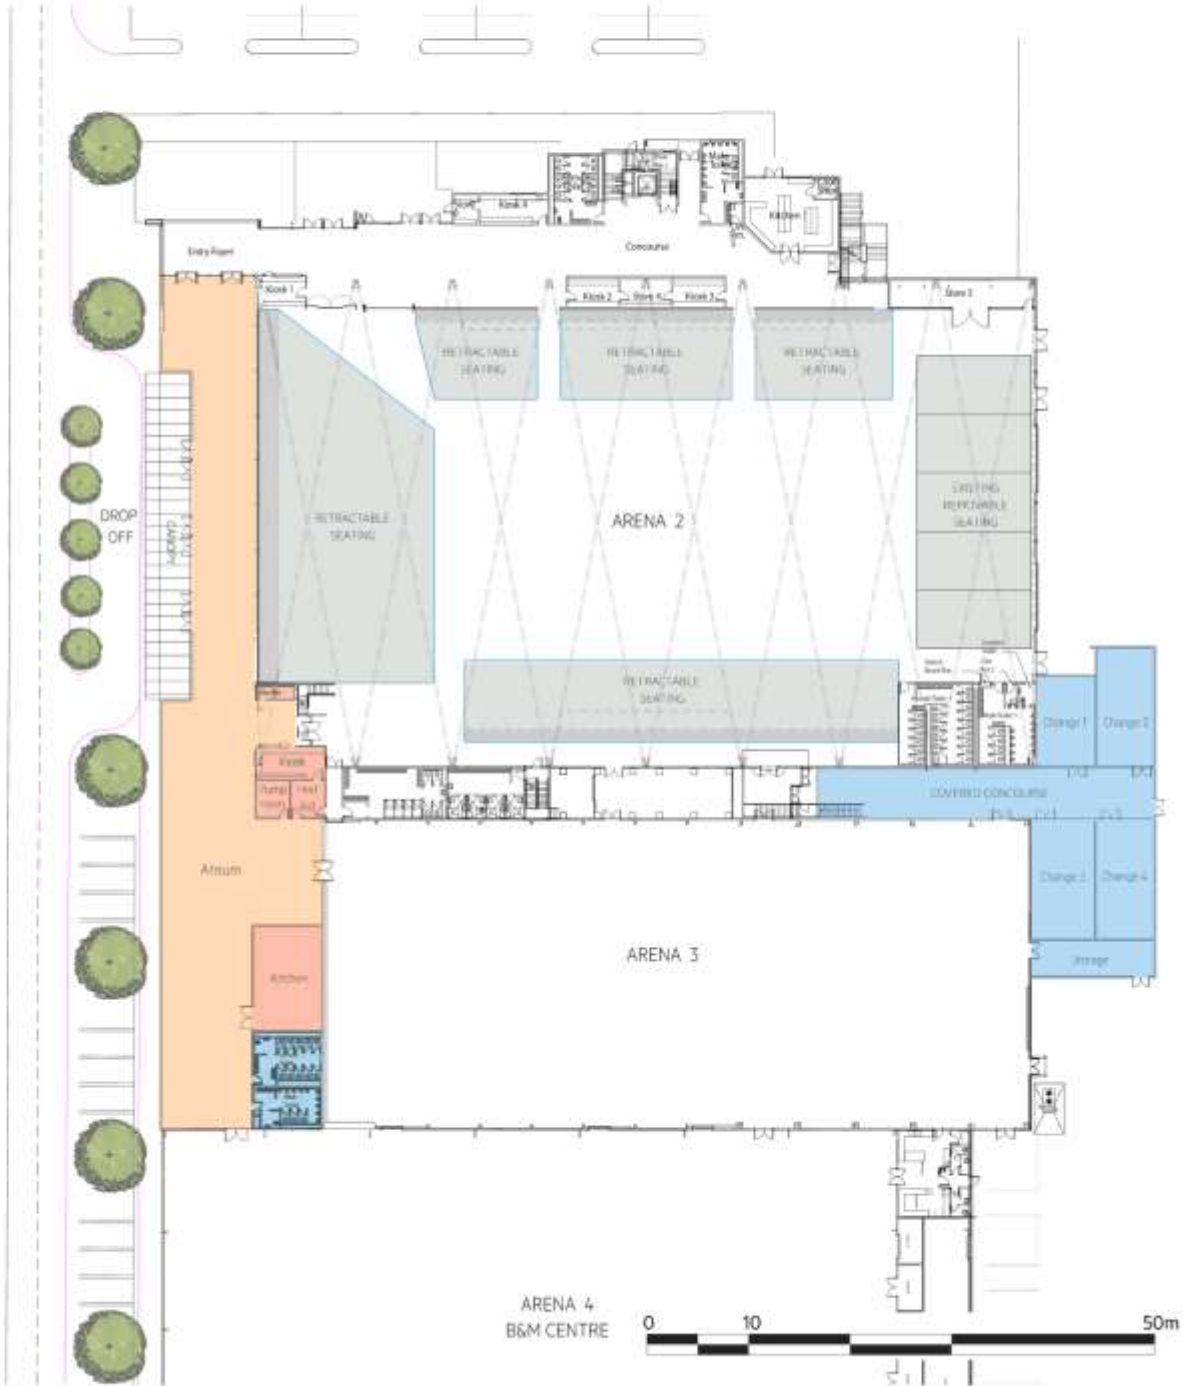 Kiosk 4
Kitchen
Entry Foyer
Concourse
Kiosk 1
Kiosk 2
Store 4
Kiosk 3
RETRACTABLE
SEATING
RETRACTABLE
SEATING
RETRACTABLE
SEATING
RETRACTABLE
SEATING
ARENA 2
EXISTING
REMOVABLE
SEATING
DROP
OFF
CANOPY
RETRACTABLE
SEATING
Change 1
Change 2
Kiosk
COVERED CONCOURSE
Atrium
Change 3
Change 4
ARENA 3
Storage
Kitchen
ARENA 4
B&M CENTRE
0
10
50m